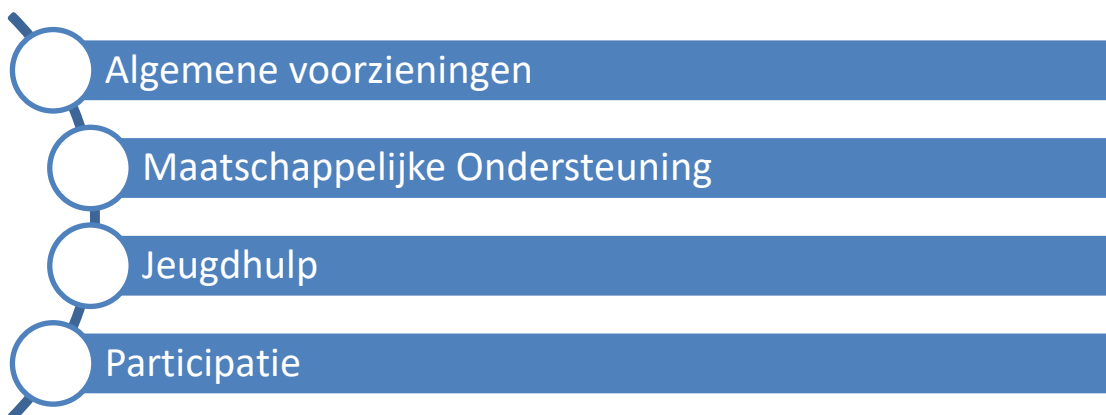 Algemene voorzieningen
Maatschappelijke Ondersteuning
Jeugdhulp
Participatie